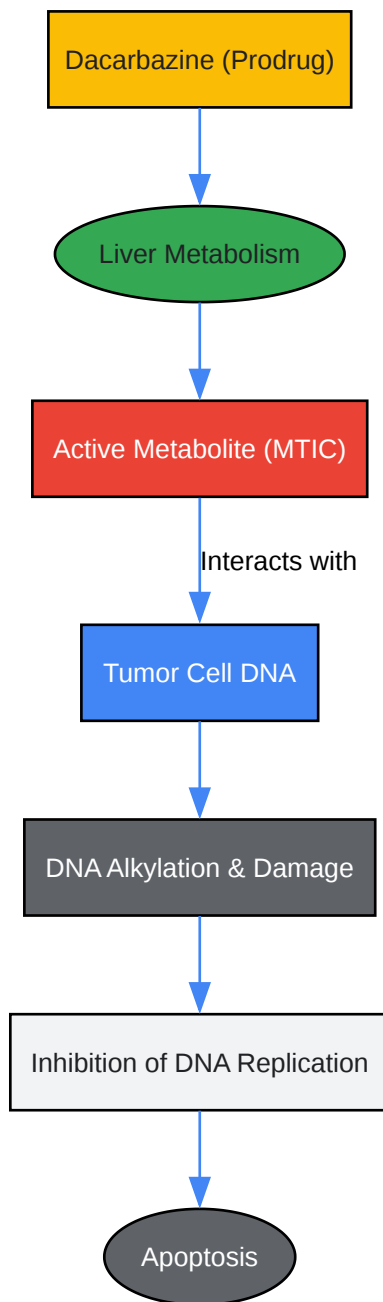 Dacarbazine (Prodrug)
Liver Metabolism
Active Metabolite (MTIC)
Interacts with
Tumor Cell DNA
DNA Alkylation & Damage
Inhibition of DNA Replication
Apoptosis